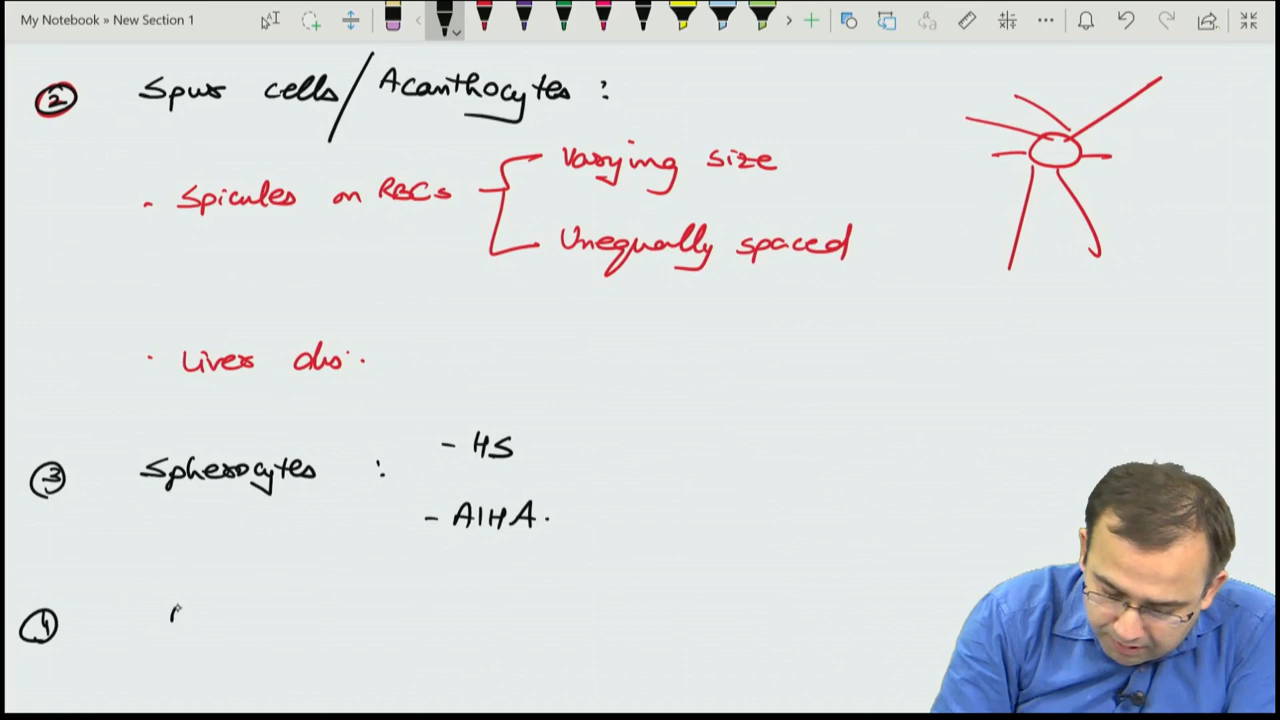 My Notebook » New Section 1
② Spur cells / Acanthocytes :
. Spicules on RBCs
Varying size
Unequally spaced
. Liver dis..
③ Spherocytes :
- HS
- AIHA.
④